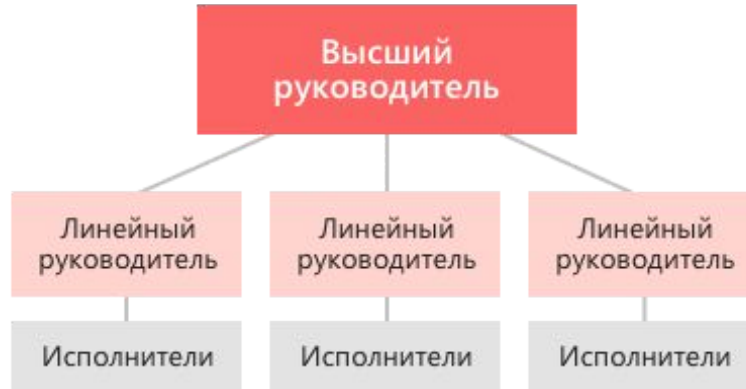 Высший
руководитель
Линейный
руководитель
Линейный
руководитель
Линейный
руководитель
Исполнители
Исполнители
Исполнители